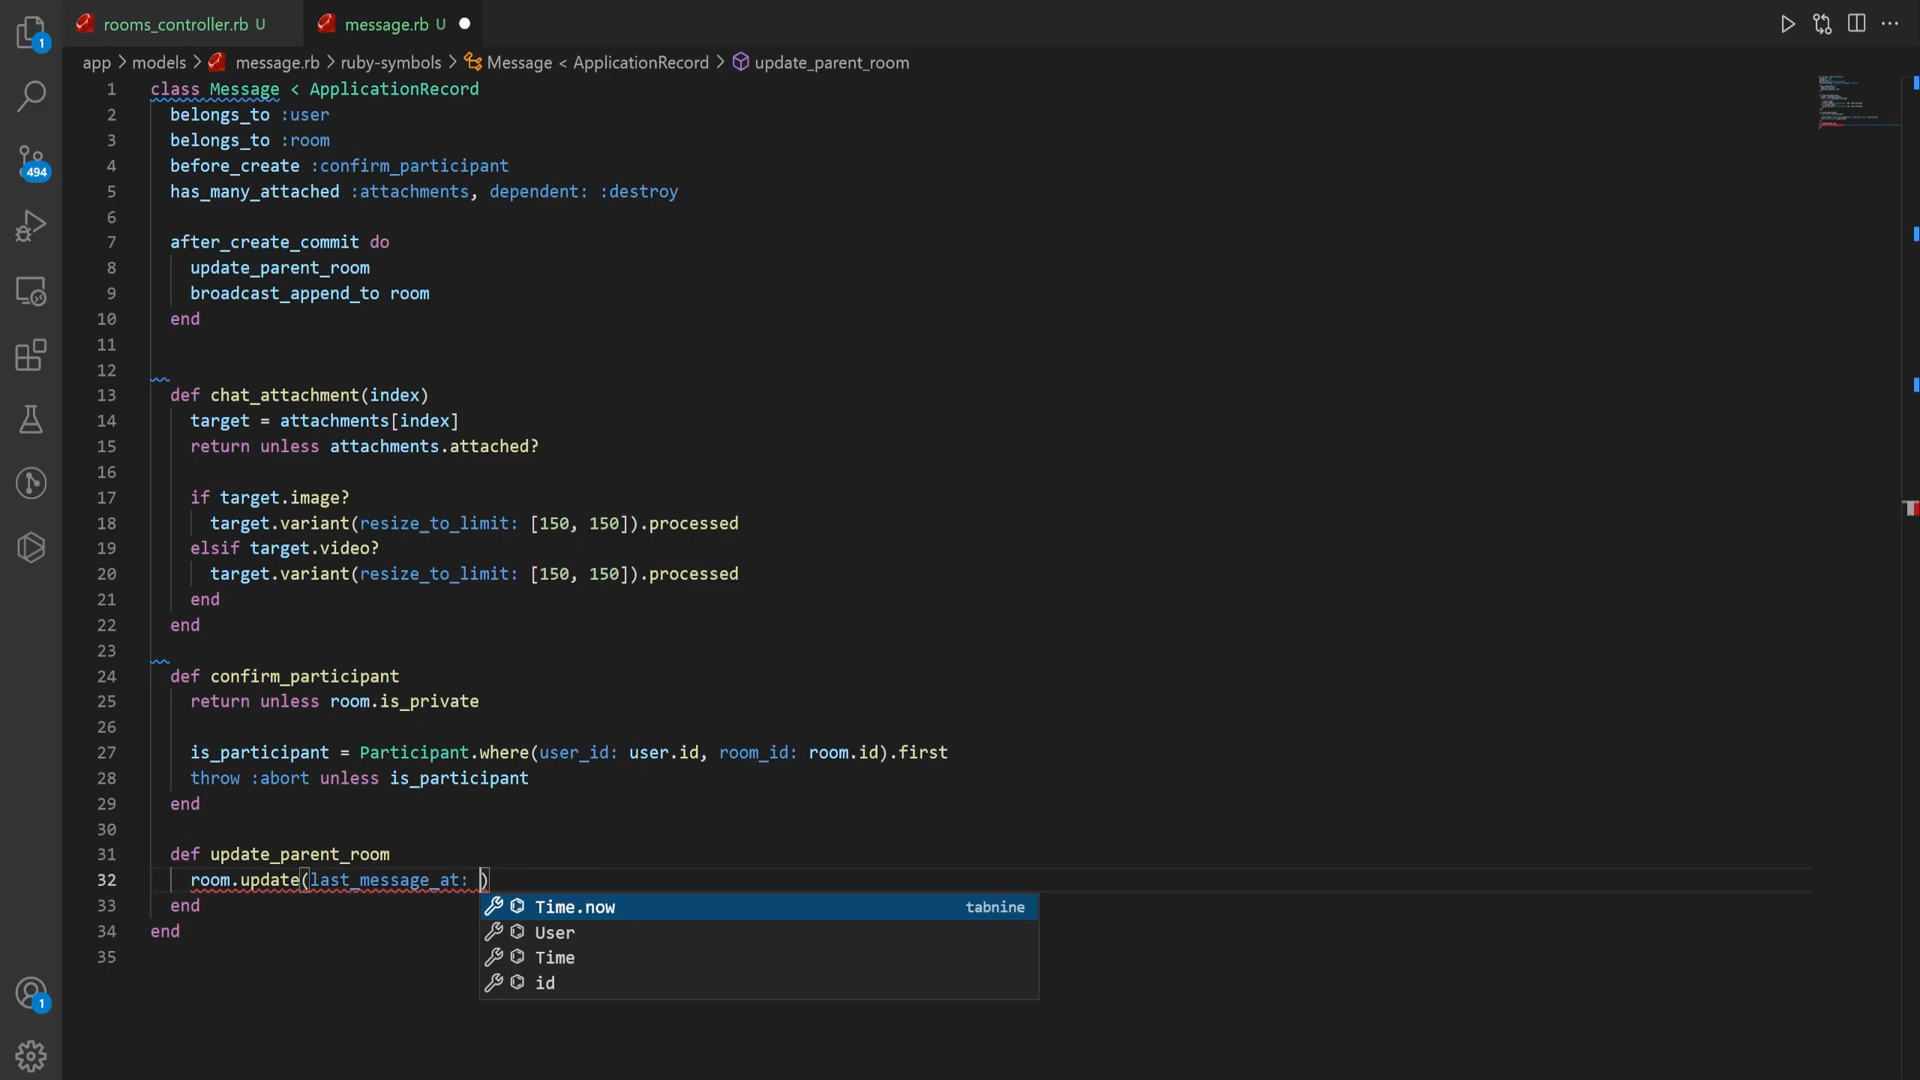 1
494
1
rooms_controller.rb U
message.rb U
app > models > message.rb > ruby-symbols > Message < ApplicationRecord > update_parent_room
1 class Message < ApplicationRecord
2 belongs_to :user
3 belongs_to :room
4 before_create :confirm_participant
5 has_many_attached :attachments, dependent: :destroy
6
7 after_create_commit do
8 update_parent_room
9 broadcast_append_to room
10 end
11
12
13 def chat_attachment(index)
14 target = attachments[index]
15 return unless attachments.attached?
16
17 if target.image?
18 target.variant(resize_to_limit: [150, 150]).processed
19 elsif target.video?
20 target.variant(resize_to_limit: [150, 150]).processed
21 end
22 end
23
24 def confirm_participant
25 return unless room.is_private
26
27 is_participant = Participant.where(user_id: user.id, room_id: room.id).first
28 throw :abort unless is_participant
29 end
30
31 def update_parent_room
32 room.update(last_message_at: )
33 end
34 end
35
Time.now tabnine
User
Time
id